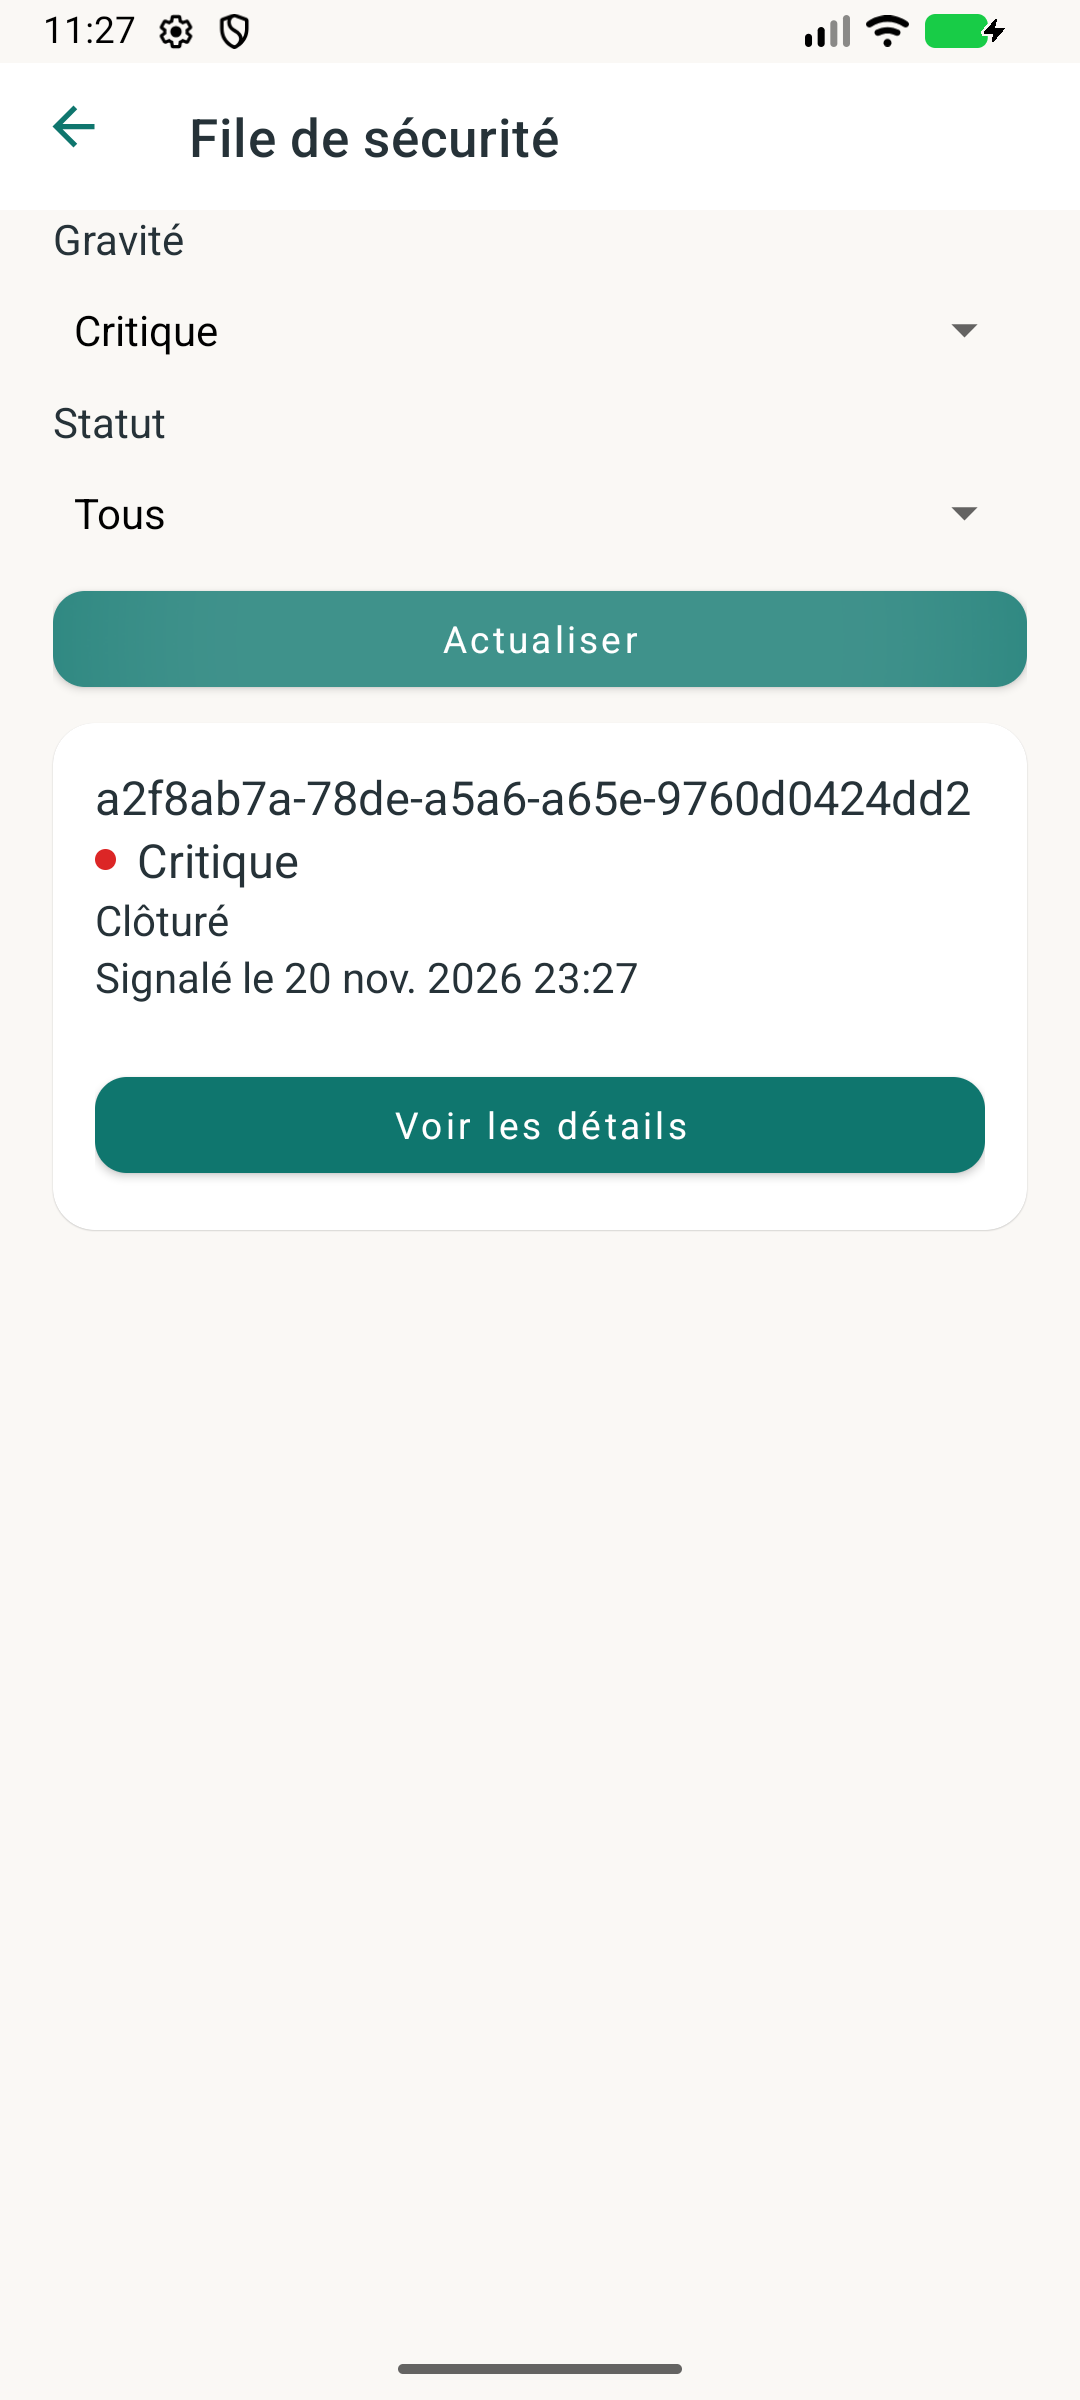 11:27
File de sécurité
Gravité
Critique
Statut
Tous
Actualiser
a2f8ab7a-78de-a5a6-a65e-9760d0424dd2
Critique
Clôturé
Signalé le 20 nov. 2026 23:27
Voir les détails